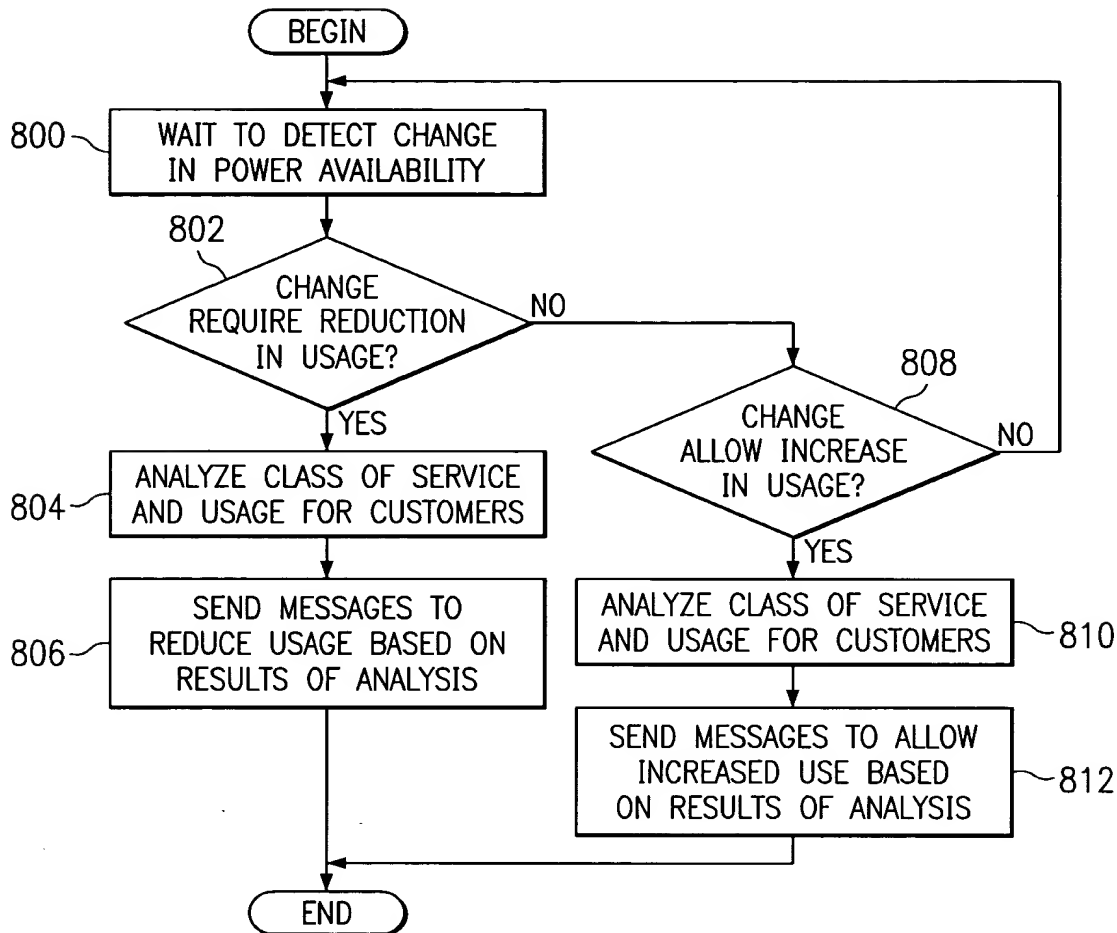 BEGIN
800
WAIT TO DETECT CHANGE
IN POWER AVAILABILITY
802
CHANGE
REQUIRE REDUCTION
IN USAGE?
NO
YES
808
CHANGE
ALLOW INCREASE
IN USAGE?
NO
YES
804
ANALYZE CLASS OF SERVICE
AND USAGE FOR CUSTOMERS
806
SEND MESSAGES TO
REDUCE USAGE BASED ON
RESULTS OF ANALYSIS
ANALYZE CLASS OF SERVICE
AND USAGE FOR CUSTOMERS
810
SEND MESSAGES TO ALLOW
INCREASED USE BASED
ON RESULTS OF ANALYSIS
812
END